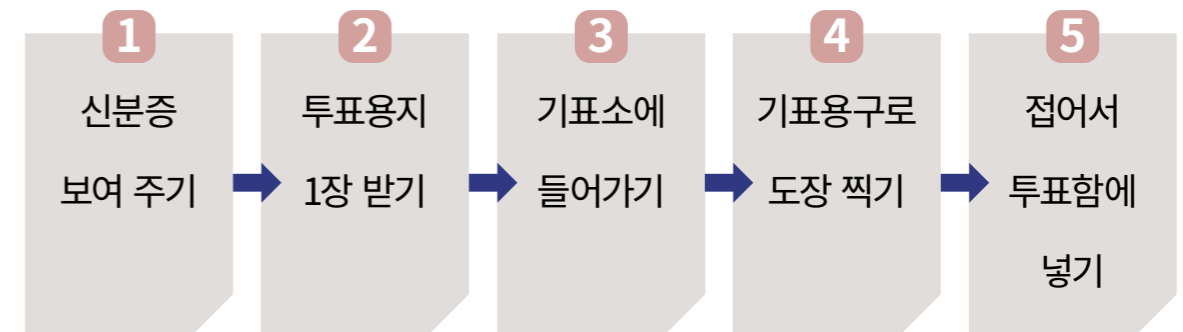 1
신분증
보여 주기
2
투표용지
1장 받기
3
기표소에
들어가기
4
기표용구로
도장 찍기
5
접어서
투표함에
넣기